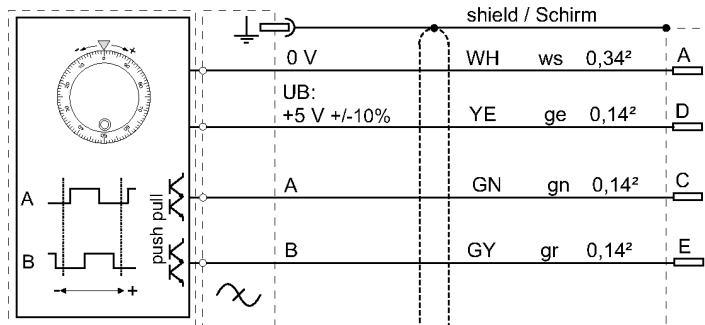 shield / Schirm
- +
0 V WH ws 0,34² A
UB:
+5 V +/-10% YE ge 0,14² D
A push pull A GN gn 0,14² C
B B GY gr 0,14² E
- +